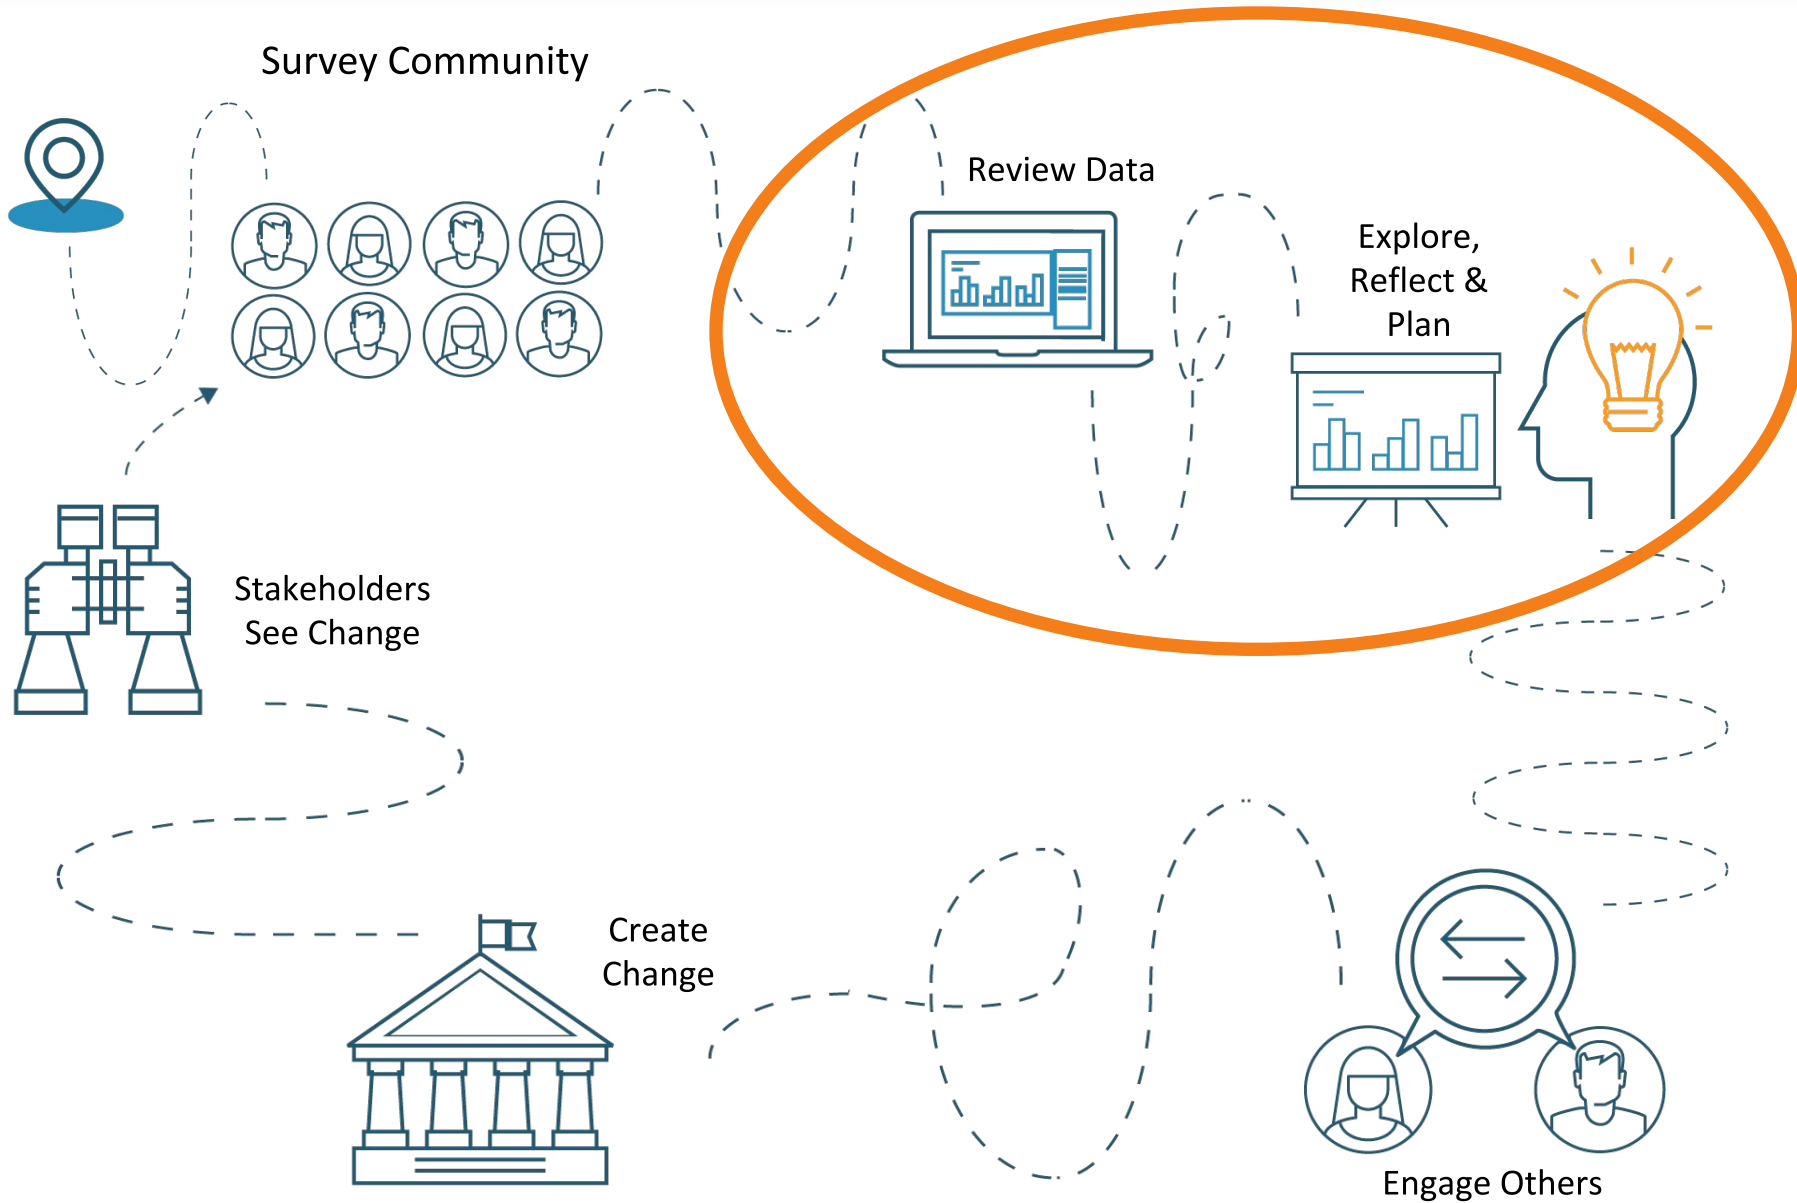 Survey Community
Review Data
Explore,
Reflect &
Plan
Stakeholders
See Change
Create
Change
Engage Others